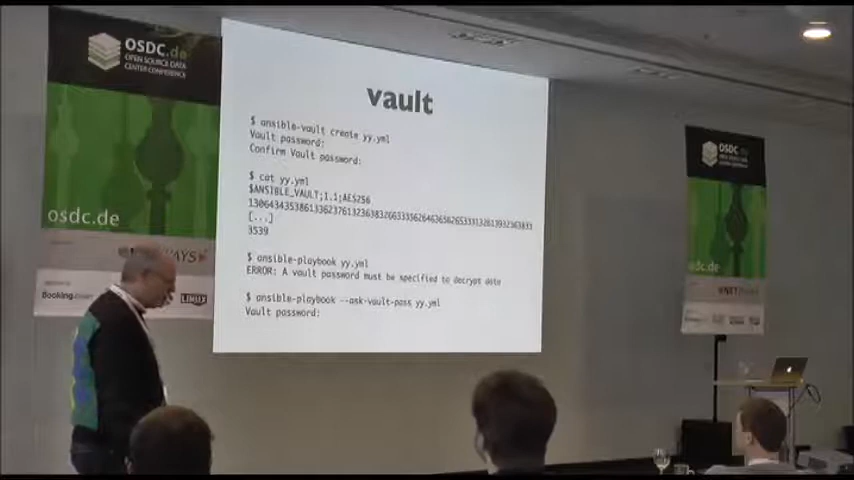 OSDC.de
OPEN SOURCE DATA
CENTER CONFERENCE
osdc.de
Booking
LINUX
vault
$ ansible-vault create yy.yml
Vault password:
Confirm Vault password:
$ cat yy.yml
$ANSIBLE_VAULT;1.1;AES256
[...]
3539
$ ansible-playbook yy.yml
ERROR: A vault password must be specified to decrypt data
$ ansible-playbook --ask-vault-pass yy.yml
Vault password:
OSDC.de
osdc.de